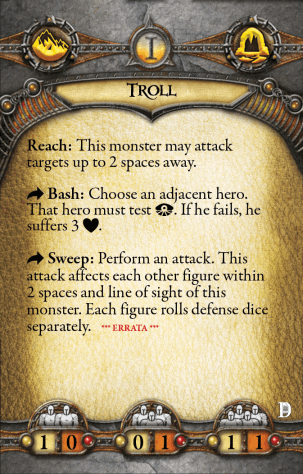 I
TROLL
Reach: This monster may attack
targets up to 2 spaces away.
Bash: Choose an adjacent hero.
That hero must test . If he fails, he
suffers 3 .
Sweep: Perform an attack. This
attack affects each other figure within
2 spaces and line of sight of this
monster. Each figure rolls defense dice
separately. *** ERRATA ***
D
1 0 0 1 1 1